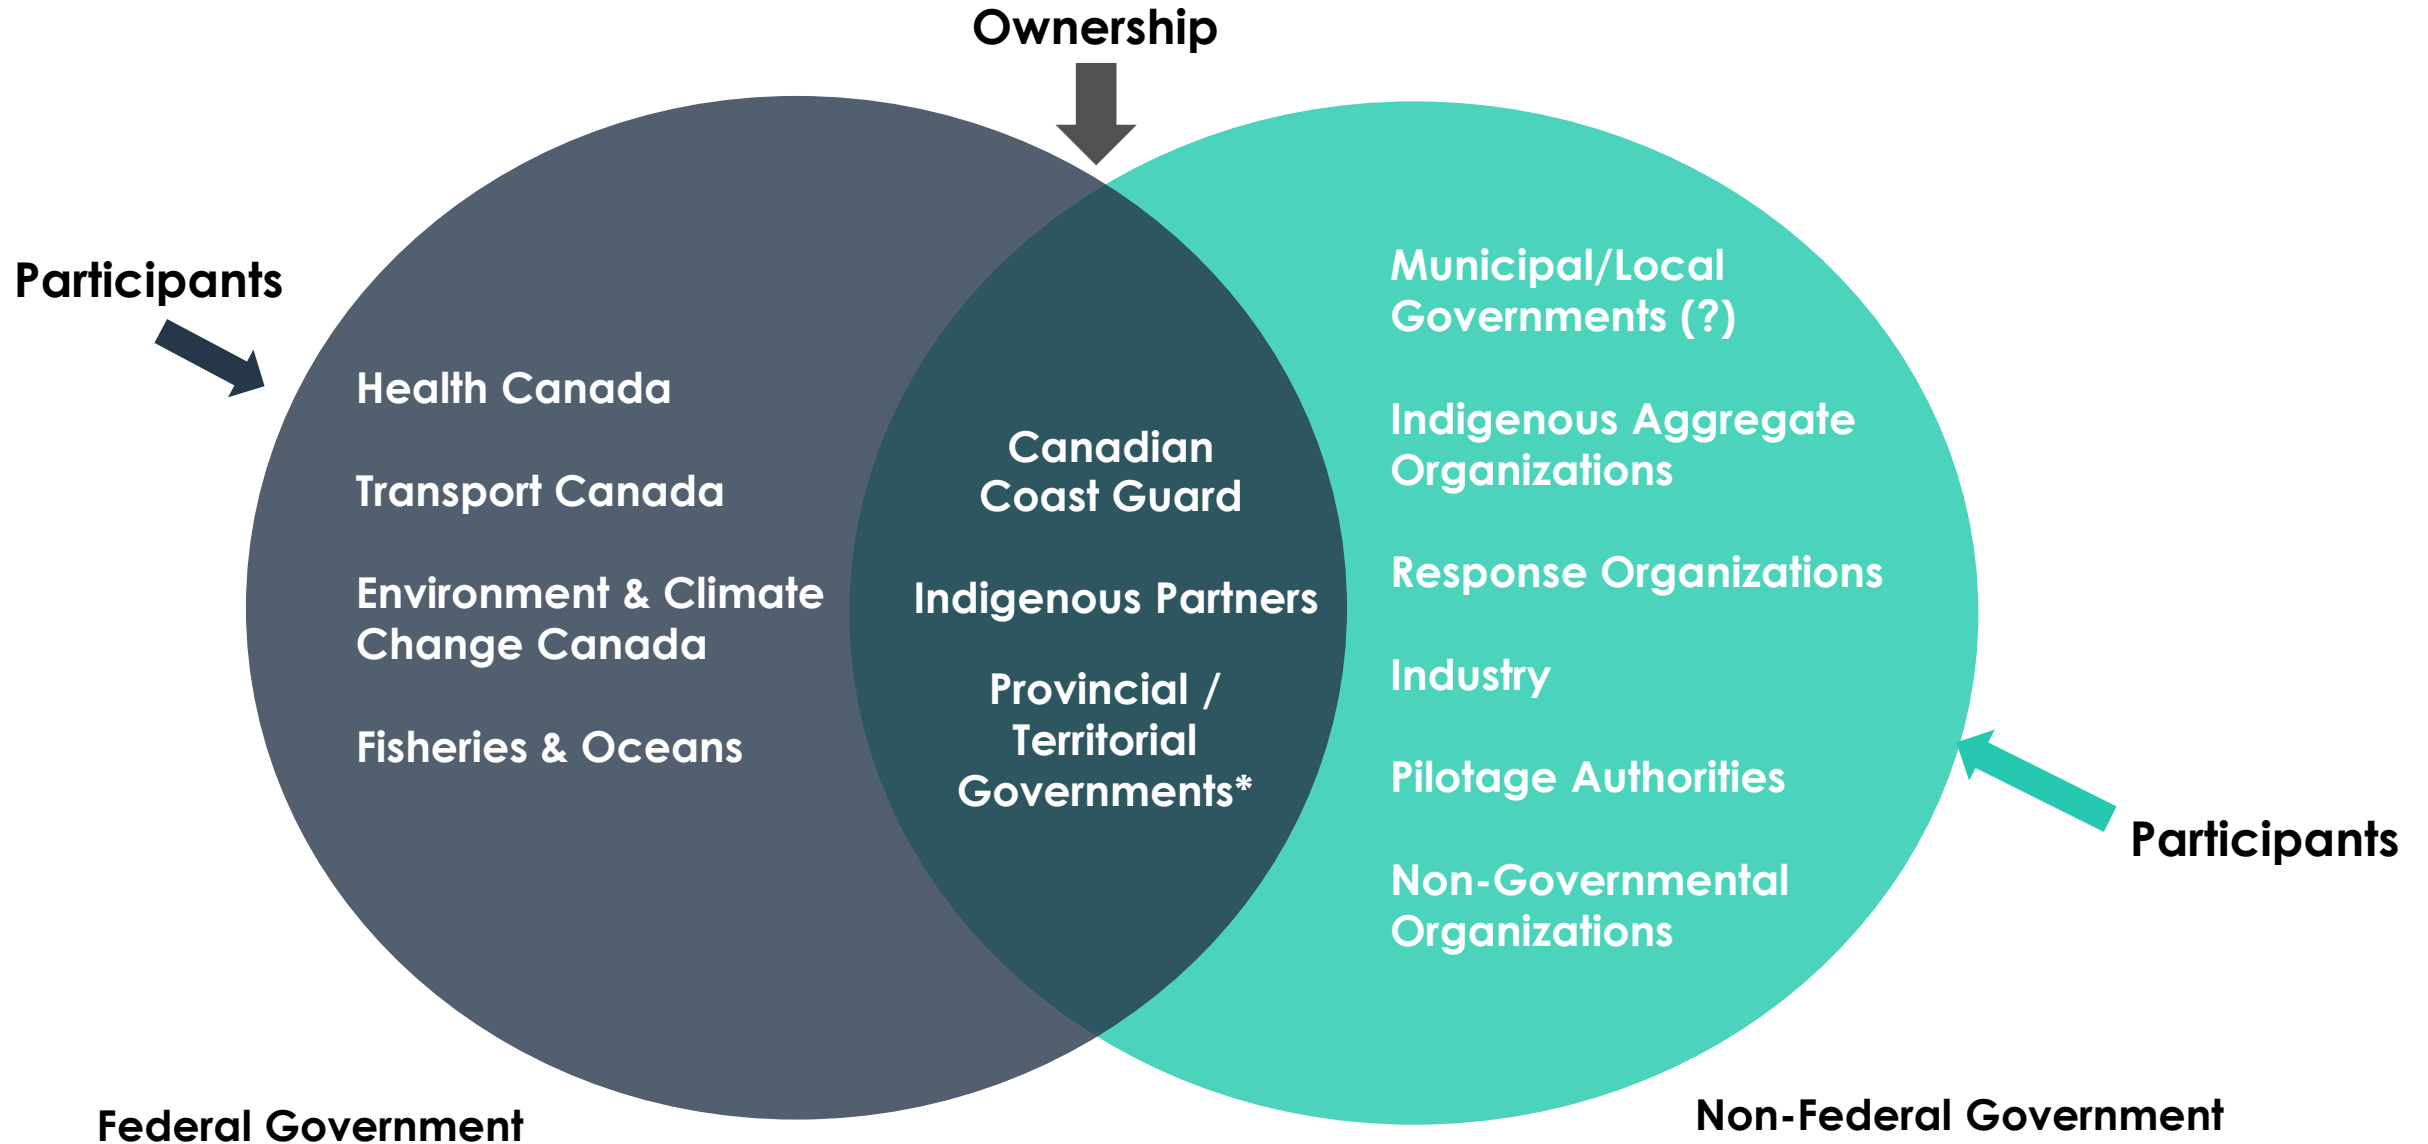 Ownership
Participants
Health Canada
Transport Canada
Environment & Climate
Change Canada
Fisheries & Oceans
Canadian
Coast Guard
Indigenous Partners
Provincial /
Territorial
Governments*
Municipal/Local
Governments (?)
Indigenous Aggregate
Organizations
Response Organizations
Industry
Pilotage Authorities
Non-Governmental
Organizations
Participants
Federal Government
Non-Federal Government